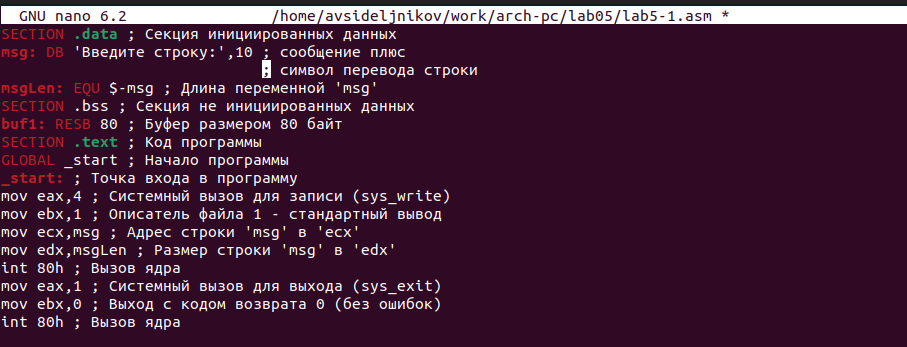 GNU nano 6.2 /home/avsideljnikov/work/arch-pc/lab05/lab5-1.asm *
SECTION .data ; Секция инициированных данных
msg: DB 'Введите строку:',10 ; сообщение плюс
; символ перевода строки
msgLen: EQU $-msg ; Длина переменной 'msg'
SECTION .bss ; Секция не инициированных данных
buf1: RESB 80 ; Буфер размером 80 байт
SECTION .text ; Код программы
GLOBAL _start ; Начало программы
_start: ; Точка входа в программу
mov eax,4 ; Системный вызов для записи (sys_write)
mov ebx,1 ; Описатель файла 1 - стандартный вывод
mov ecx,msg ; Адрес строки 'msg' в 'ecx'
mov edx,msgLen ; Размер строки 'msg' в 'edx'
int 80h ; Вызов ядра
mov eax,1 ; Системный вызов для выхода (sys_exit)
mov ebx,0 ; Выход с кодом возврата 0 (без ошибок)
int 80h ; Вызов ядра